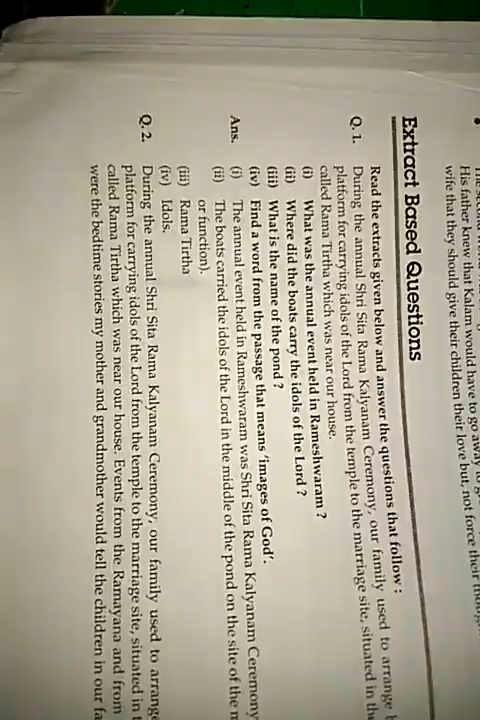 His father knew that Kalam would have to go away to
wife that they should give their children their love but, not force their
Extract Based Questions
Read the extracts given below and answer the questions that follow :
Q. 1. During the annual Shri Sita Rama Kalyanam Ceremony, our family used to arrange
platform for carrying idols of the Lord from the temple to the marriage site, situated in
called Rama Tirtha which was near our house.
(i) What was the annual event held in Rameshwaram ?
(ii) Where did the boats carry the idols of the Lord ?
(iii) What is the name of the pond ?
(iv) Find a word from the passage that means 'images of God'.
Ans. (i) The annual event held in Rameshwaram was Shri Sita Rama Kalyanam Ceremony
(ii) The boats carried the idols of the Lord in the middle of the pond on the site of the
or function).
(iii) Rama Tirtha
(iv) Idols.
Q. 2. During the annual Shri Sita Rama Kalyanam Ceremony, our family used to arrange
platform for carrying idols of the Lord from the temple to the marriage site, situated in
called Rama Tirtha which was near our house. Events from the Ramayana and from
were the bedtime stories my mother and grandmother would tell the children in our